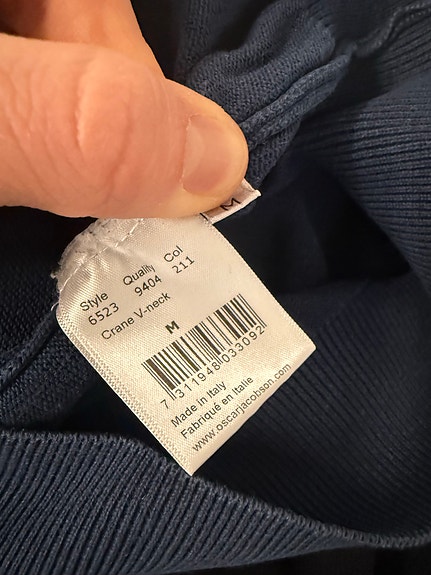 M
Style Quality Col
6523 9404 211
Crane V-neck
M
7 311948 033092
Made in Italy
Fabriqué en Italie
www.oscarjacobson.com